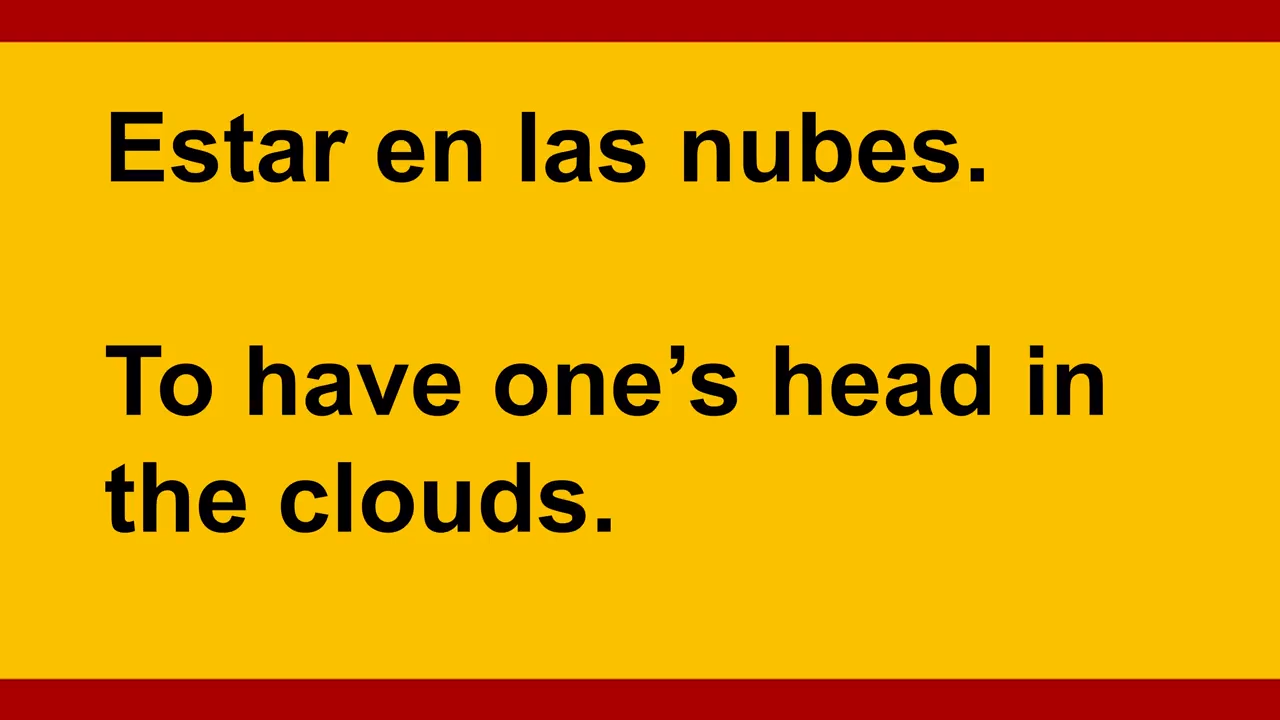 Estar en las nubes.
To have one’s head in
the clouds.